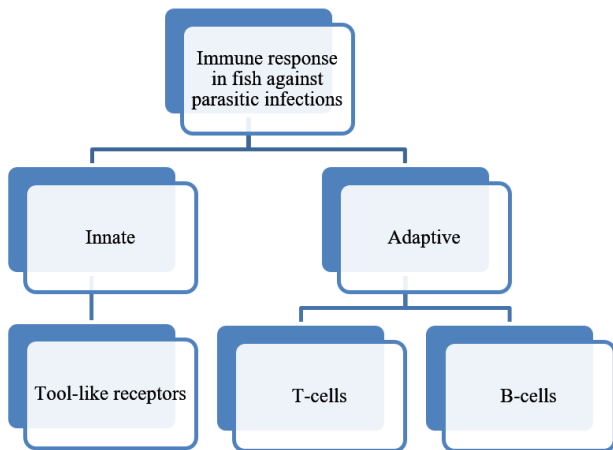 Immune response
in fish against
parasitic infections
Innate
Adaptive
Tool-like receptors
T-cells
B-cells